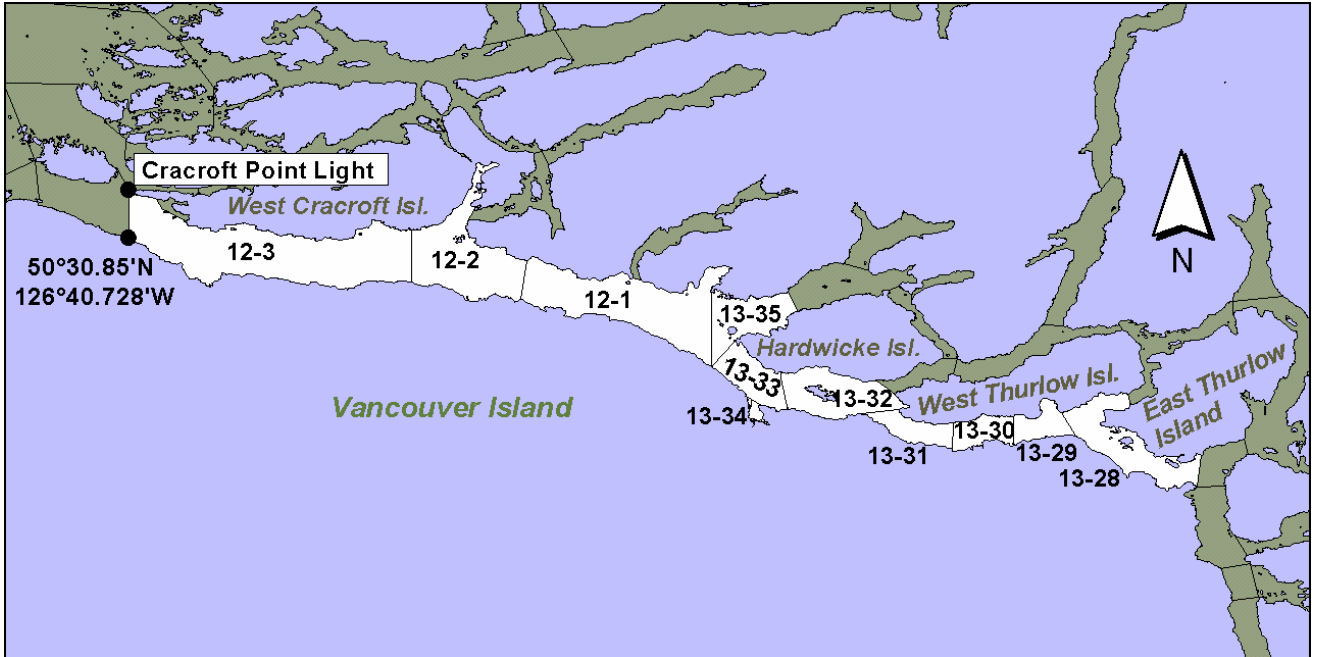 Cracroft Point Light
West Cracroft Isl.
12-3
12-2
50°30.85'N
126°40.728'W
12-1
13-35
N
Hardwicke Isl.
13-33
13-32
13-34
Vancouver Island
West Thurlow Isl.
East Thurlow
Island
13-31
13-30
13-29
13-28